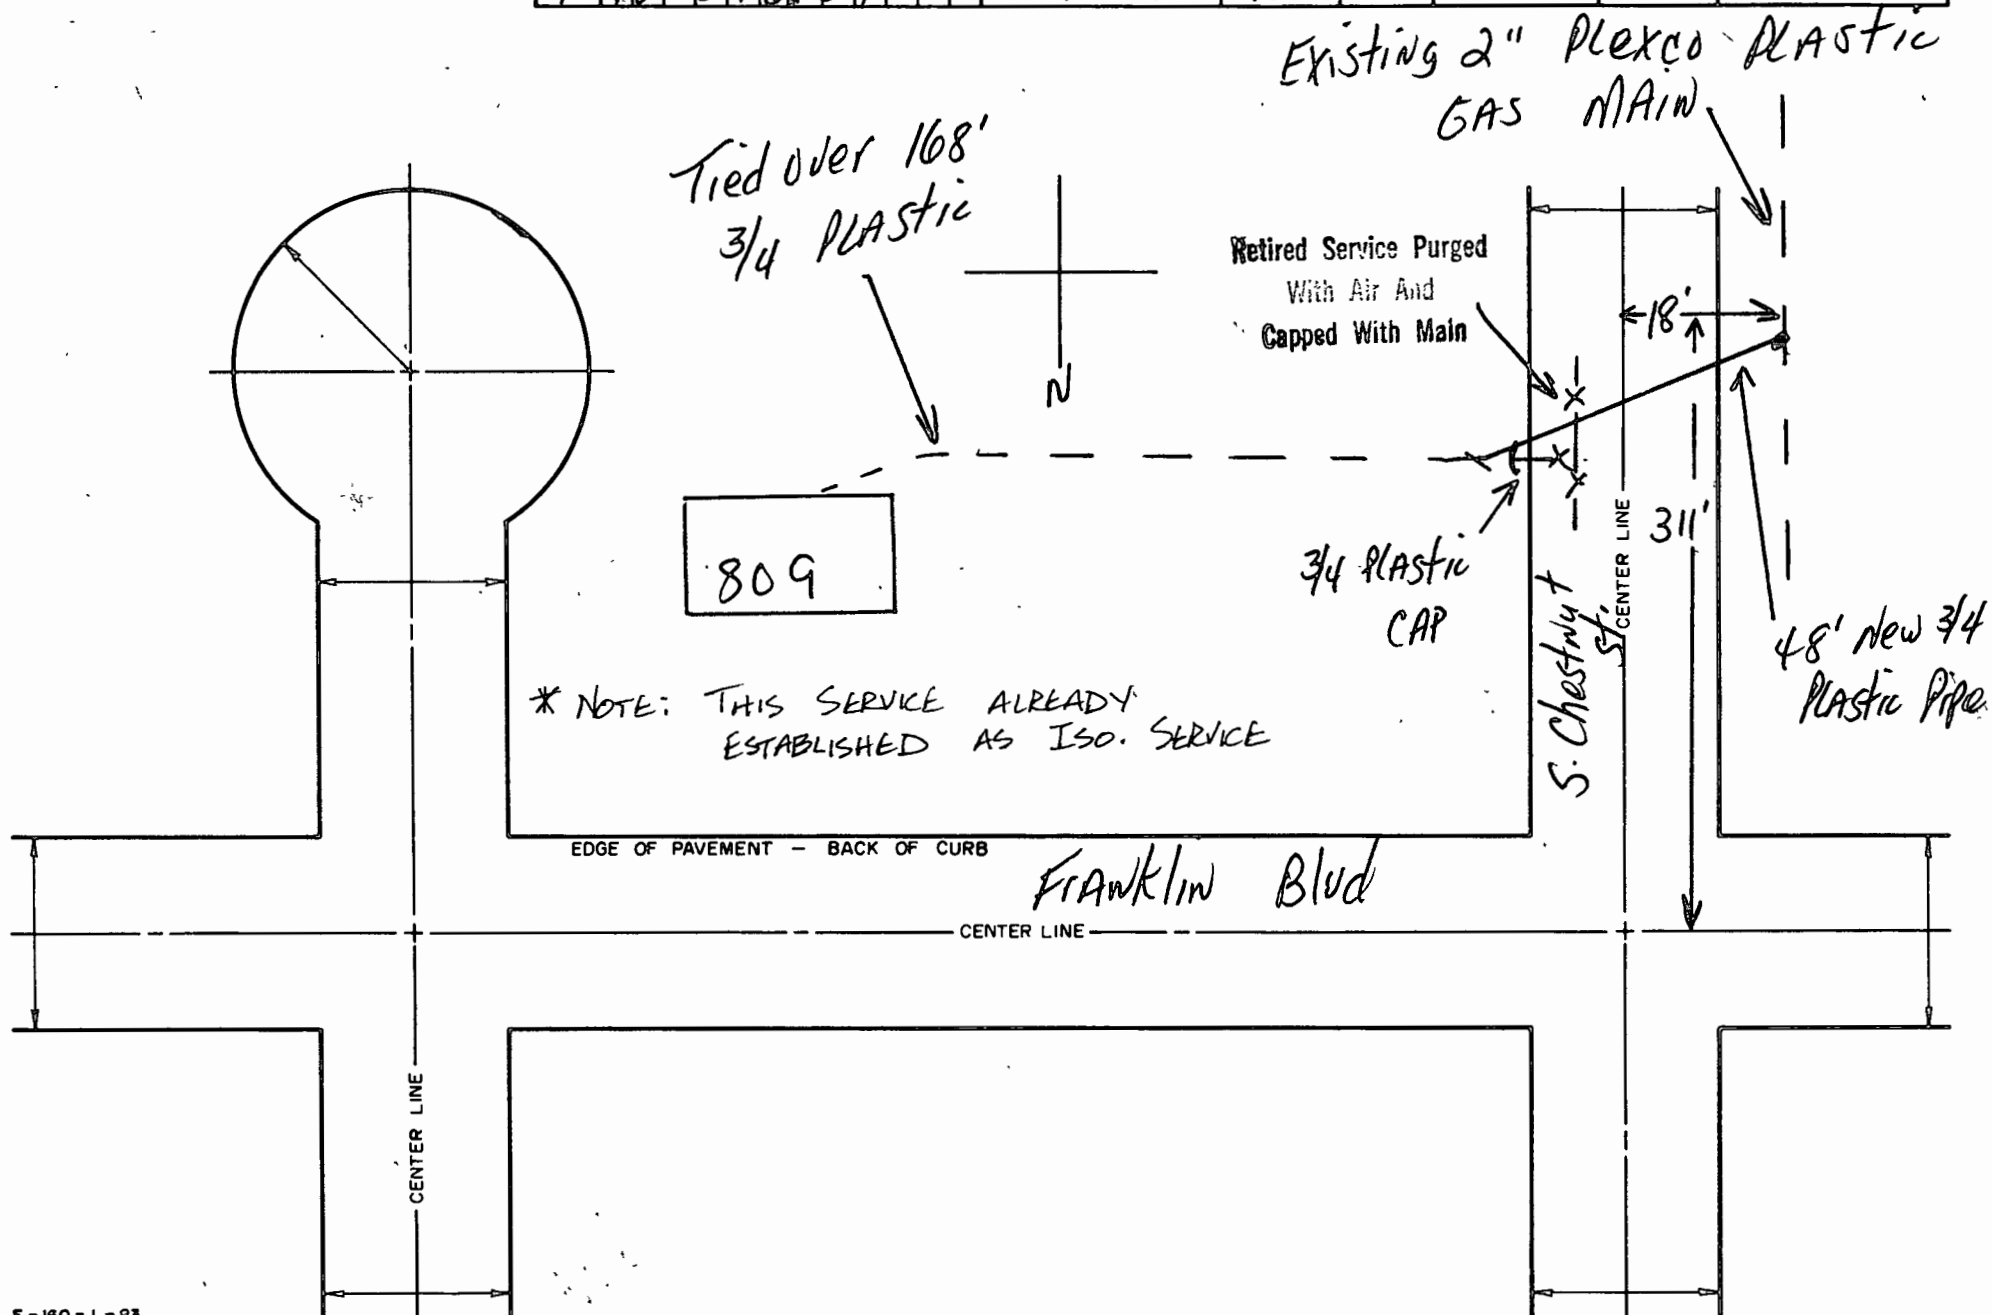 Existing 2" Plexco Plastic
GAS MAIN
Tied over 168'
3/4 Plastic
Retired Service Purged
With Air And
Capped With Main
18'
N
311'
809
3/4 Plastic
CAP
S. Chestnut
St.
CENTER LINE
48' New 3/4
Plastic Pipe
* NOTE: THIS SERVICE ALREADY
ESTABLISHED AS ISO. SERVICE
EDGE OF PAVEMENT – BACK OF CURB
Franklin Blvd
CENTER LINE
CENTER LINE